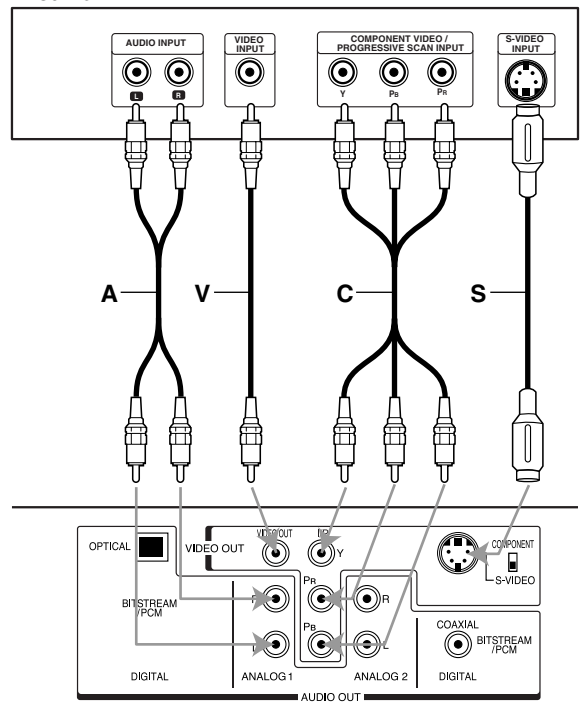 AUDIO INPUT
L
R
VIDEO
INPUT
COMPONENT VIDEO /
PROGRESSIVE SCAN INPUT
Y
PB
PR
S-VIDEO
INPUT
A
V
C
S
OPTICAL
VIDEO OUT
VIDEO OUT
Y
COMPONENT
S-VIDEO
BITSTREAM
/PCM
PR
R
PB
L
COAXIAL
BITSTREAM
/PCM
DIGITAL
ANALOG 1
ANALOG 2
DIGITAL
AUDIO OUT